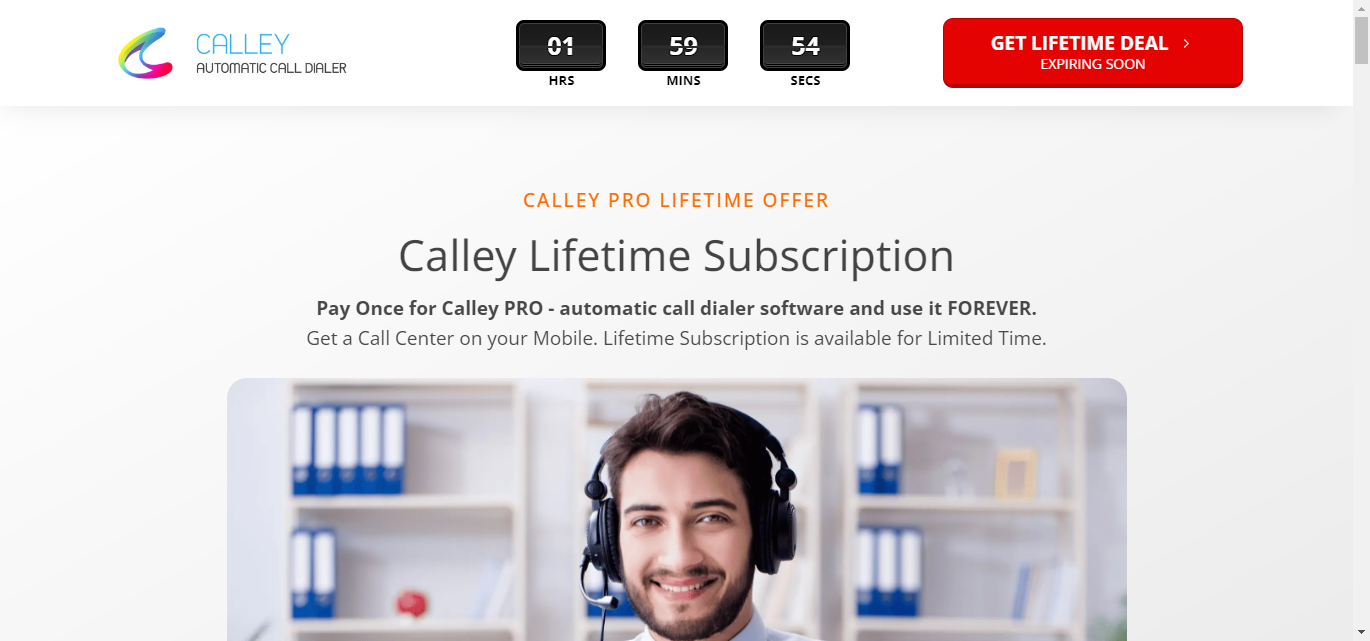 CALLEY
AUTOMATIC CALL DIALER
01
HRS
59
MINS
54
SECS
GET LIFETIME DEAL
EXPIRING SOON
CALLEY PRO LIFETIME OFFER
Calley Lifetime Subscription
Pay Once for Calley PRO - automatic call dialer software and use it FOREVER.
Get a Call Center on your Mobile. Lifetime Subscription is available for Limited Time.